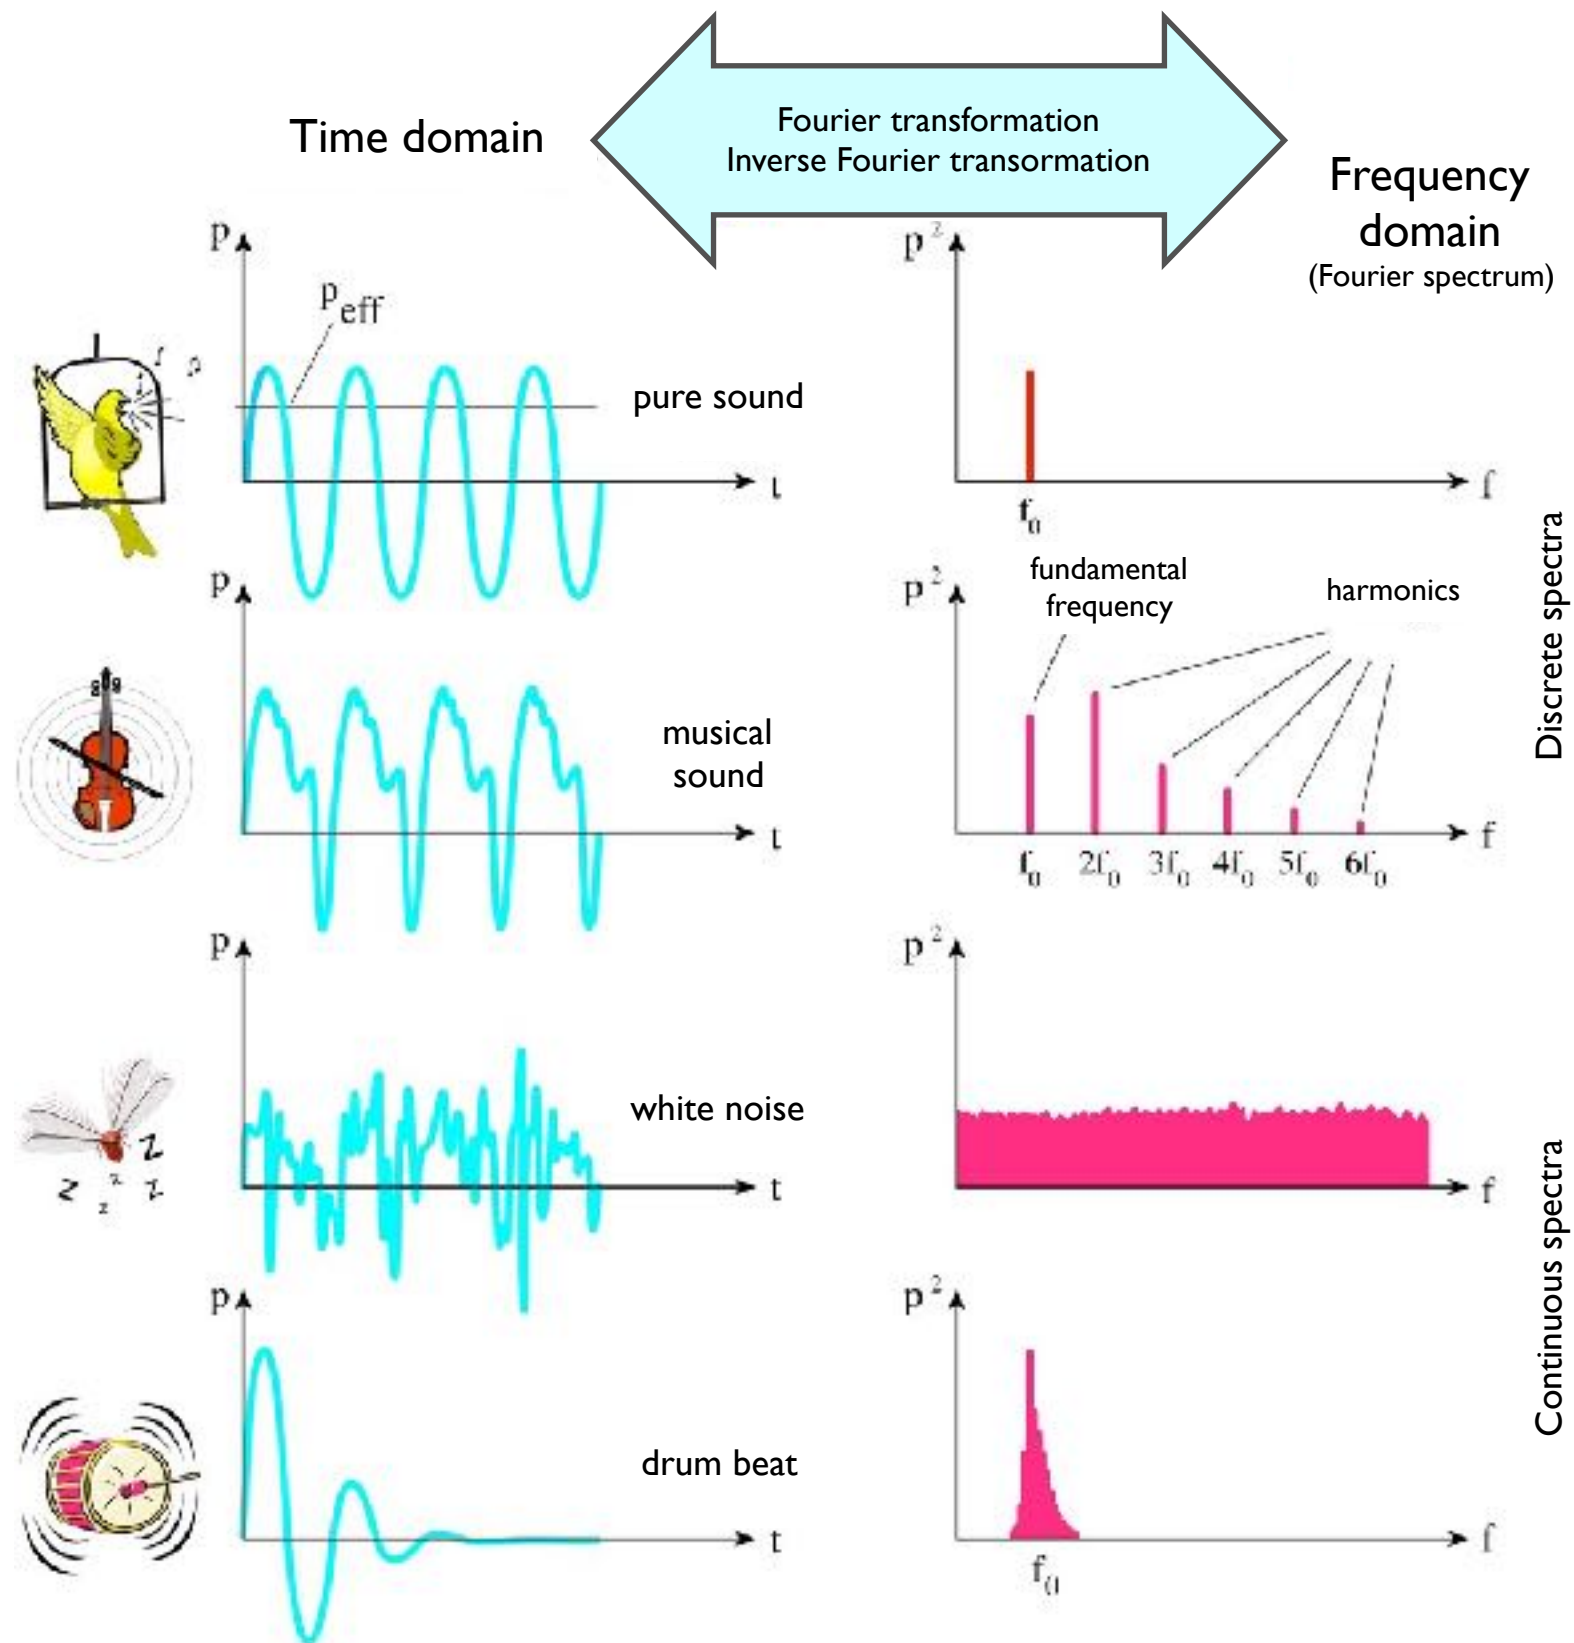 Time domain
Fourier transformation
Inverse Fourier transormation
Frequency
domain
(Fourier spectrum)
p
p eff
pure sound
t
p²
f₀
f
p
musical
sound
t
p²
fundamental
frequency
harmonics
f₀ 2f₀ 3f₀ 4f₀ 5f₀ 6f₀
f
Discrete spectra
p
white noise
t
p²
f
z
z
z
z
z
p
drum beat
t
p²
f₀
f
Continuous spectra